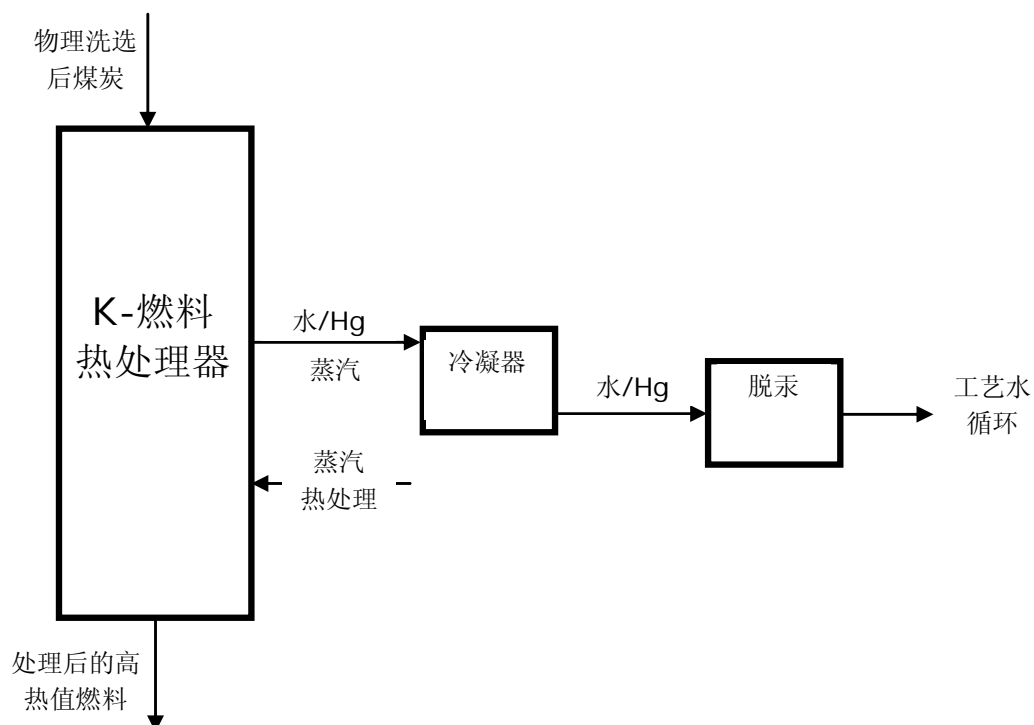 物理洗选
后煤炭
K-燃料
热处理器
水/Hg
蒸汽
冷凝器
水/Hg
脱汞
工艺水
循环
蒸汽
热处理
处理后的高
热值燃料